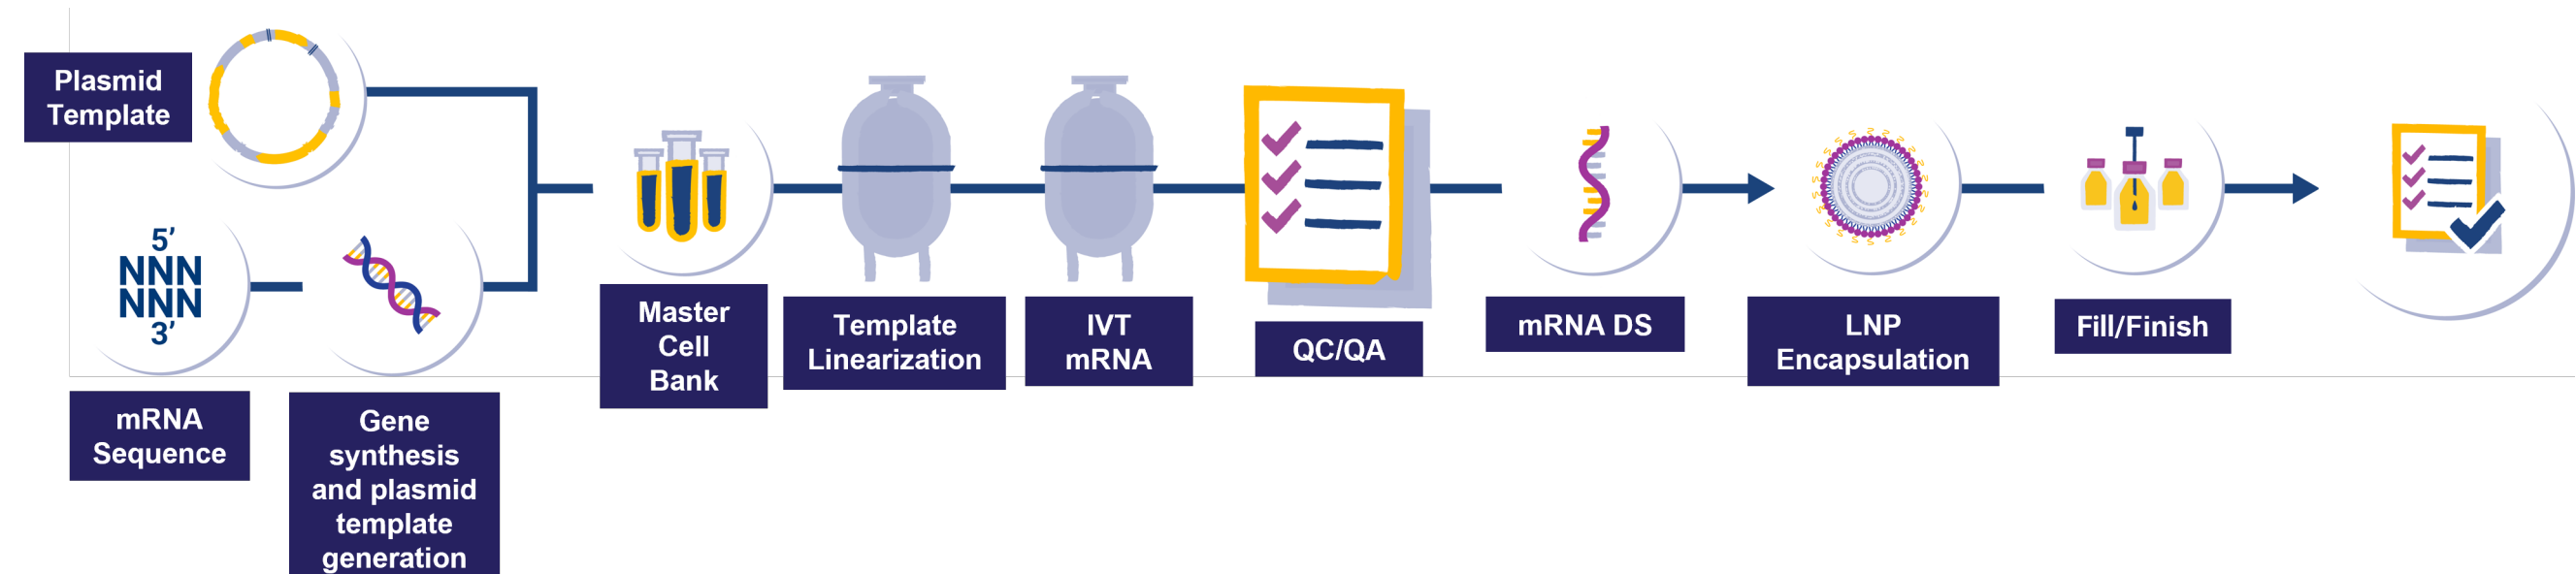 Plasmid
Template
5’
NNN
NNN
3’
mRNA
Sequence
Gene
synthesis
and plasmid
template
generation
Master
Cell
Bank
Template
Linearization
IVT
mRNA
QC/QA
mRNA DS
LNP
Encapsulation
Fill/Finish